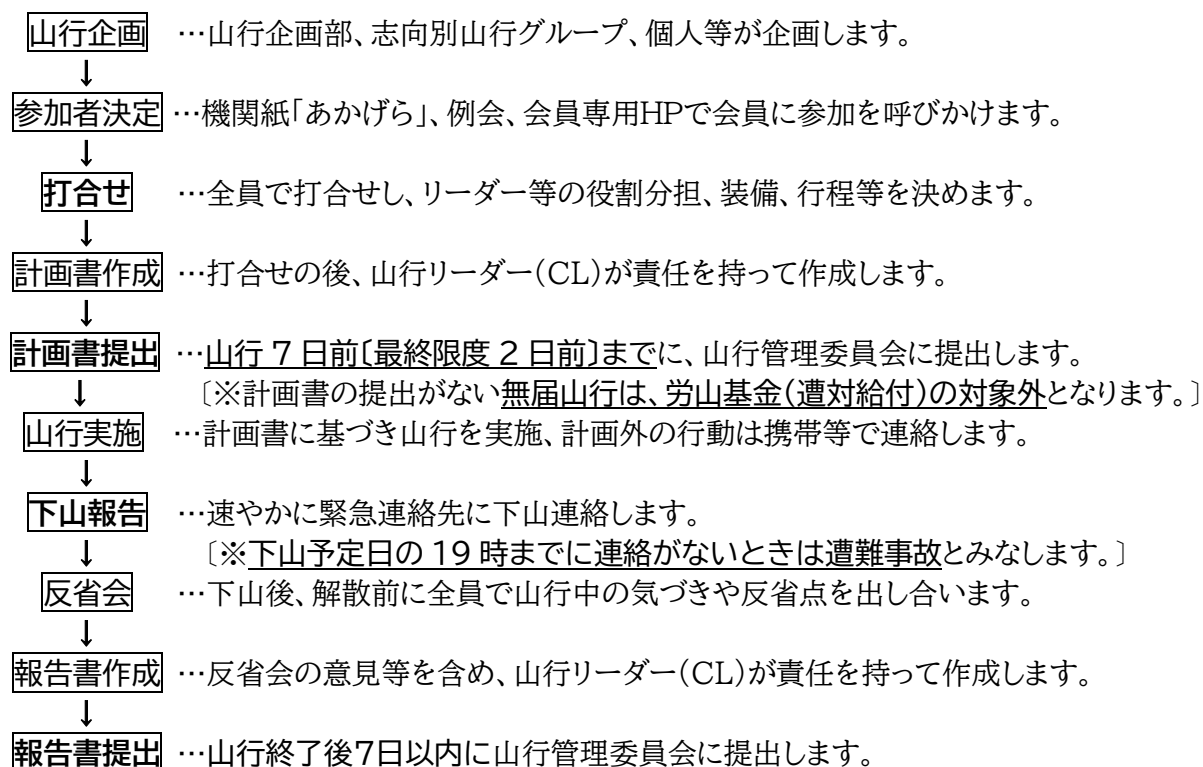 山行企画 …山行企画部、志向別山行グループ、個人等が企画します。
↓
参加者決定 …機関紙「あかげら」、例会、会員専用HPで会員に参加を呼びかけます。
↓
打合せ …全員で打合せし、リーダー等の役割分担、装備、行程等を決めます。
↓
計画書作成 …打合せの後、山行リーダー(CL)が責任を持って作成します。
↓
計画書提出 …山行 7 日前〔最終限度 2 日前〕までに、山行管理委員会に提出します。
↓ 〔※計画書の提出がない無届山行は、労山基金(遭対給付)の対象外となります。〕
山行実施 …計画書に基づき山行を実施、計画外の行動は携帯等で連絡します。
↓
下山報告 …速やかに緊急連絡先に下山連絡します。
↓ 〔※下山予定日の 19 時までに連絡がないときは遭難事故とみなします。〕
反省会 …下山後、解散前に全員で山行中の気づきや反省点を出し合います。
↓
報告書作成 …反省会の意見等を含め、山行リーダー(CL)が責任を持って作成します。
↓
報告書提出 …山行終了後7日以内に山行管理委員会に提出します。